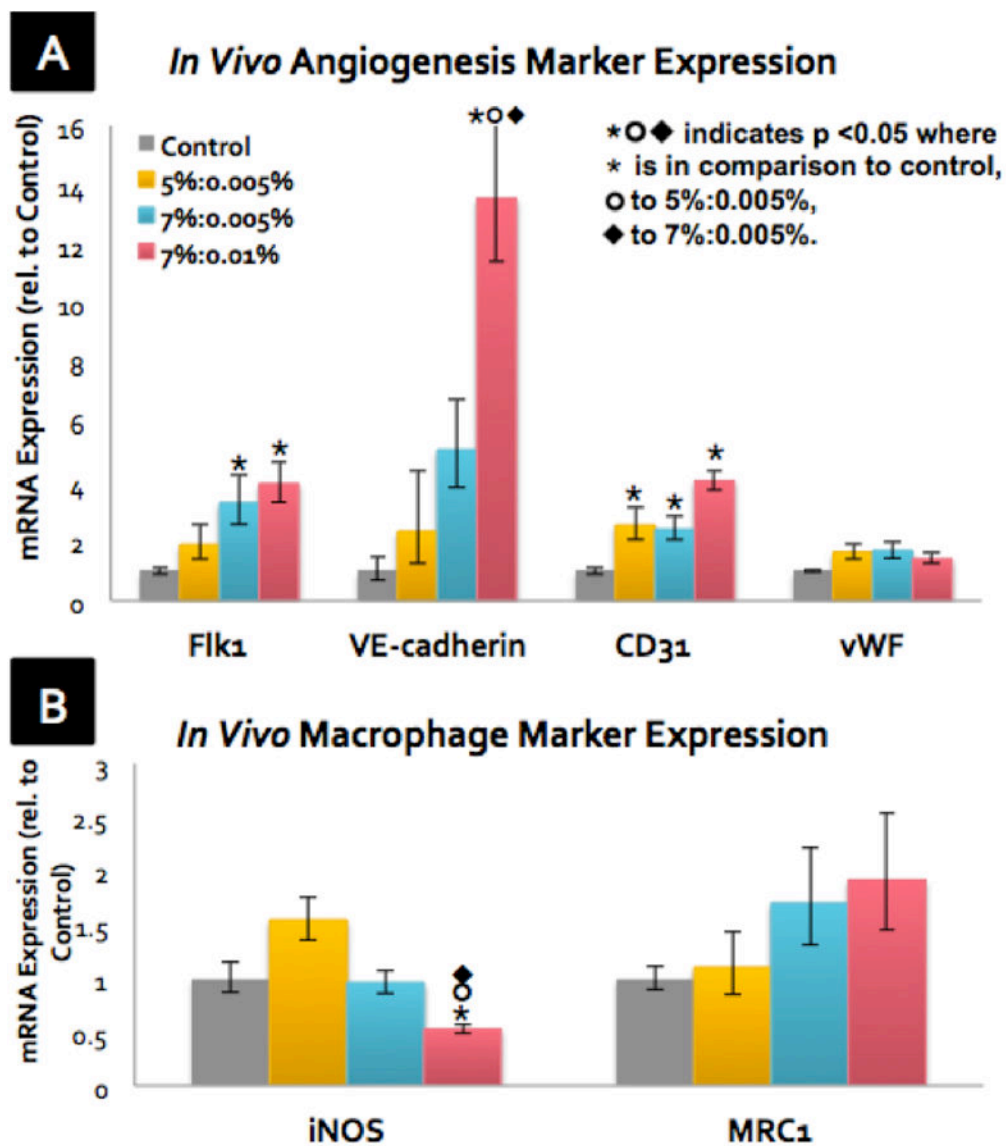 A
In Vivo Angiogenesis Marker Expression
mRNA Expression (rel. to Control)
16
14
12
10
8
6
4
2
0
Control
5%:0.005%
7%:0.005%
7%:0.01%
*○◆
*○◆ indicates p <0.05 where
* is in comparison to control,
○ to 5%:0.005%,
◆ to 7%:0.005%.
* *
* * *
Flk1 VE-cadherin CD31 vWF
B
In Vivo Macrophage Marker Expression
mRNA Expression (rel. to
Control)
3
2.5
2
1.5
1
0.5
0
◆
○
*
iNOS MRC1